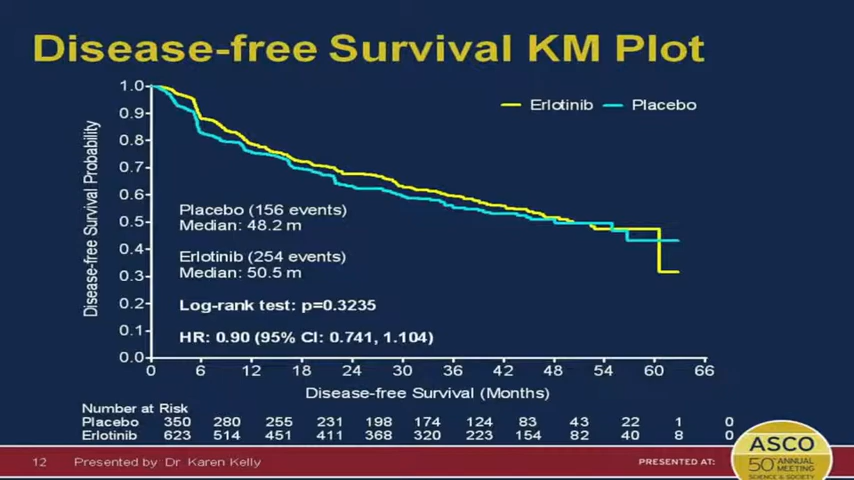 Disease-free Survival KM Plot
Erlotinib Placebo
Disease-free Survival Probability
1.0
0.9
0.8
0.7
0.6
0.5
0.4
0.3
0.2
0.1
0.0
Placebo (156 events)
Median: 48.2 m
Erlotinib (254 events)
Median: 50.5 m
Log-rank test: p=0.3235
HR: 0.90 (95% CI: 0.741, 1.104)
0 6 12 18 24 30 36 42 48 54 60 66
Disease-free Survival (Months)
Number at Risk
Placebo 350 280 255 231 198 174 124 83 43 22 1 0
Erlotinib 623 514 451 411 368 320 223 154 82 40 8 0
12 Presented by: Dr. Karen Kelly
PRESENTED AT:
ASCO
50TH ANNUAL
MEETING
SCIENCE & SOCIETY